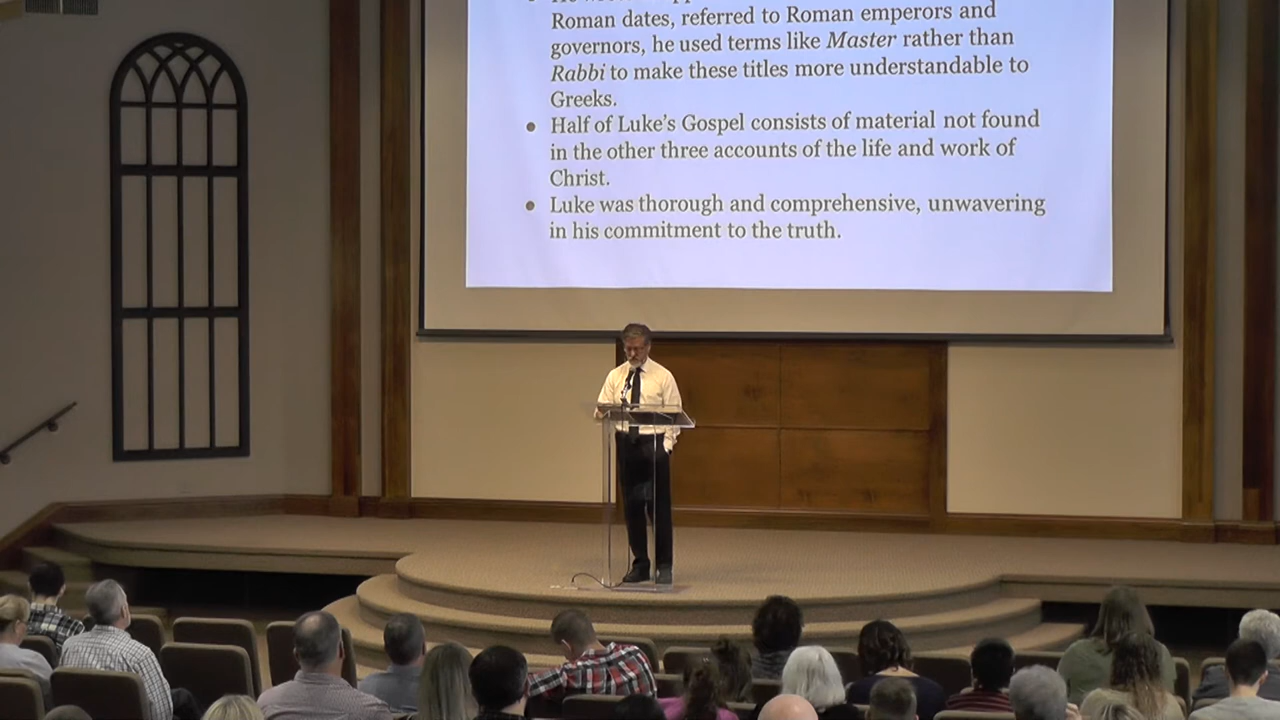 Roman dates, referred to Roman emperors and
governors, he used terms like Master rather than
Rabbi to make these titles more understandable to
Greeks.
● Half of Luke's Gospel consists of material not found
in the other three accounts of the life and work of
Christ.
● Luke was thorough and comprehensive, unwavering
in his commitment to the truth.